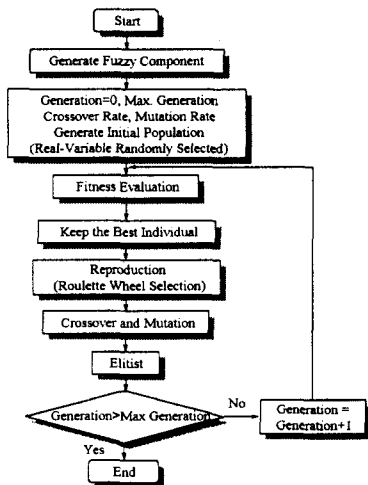 Start
Generate Fuzzy Component
Generation=0, Max. Generation
Crossover Rate, Mutation Rate
Generate Initial Population
(Real-Variable Randomly Selected)
Fitness Evaluation
Keep the Best Individual
Reproduction
(Roulette Wheel Selection)
Crossover and Mutation
Elitist
Generation>Max Generation
No
Generation =
Generation+1
Yes
End